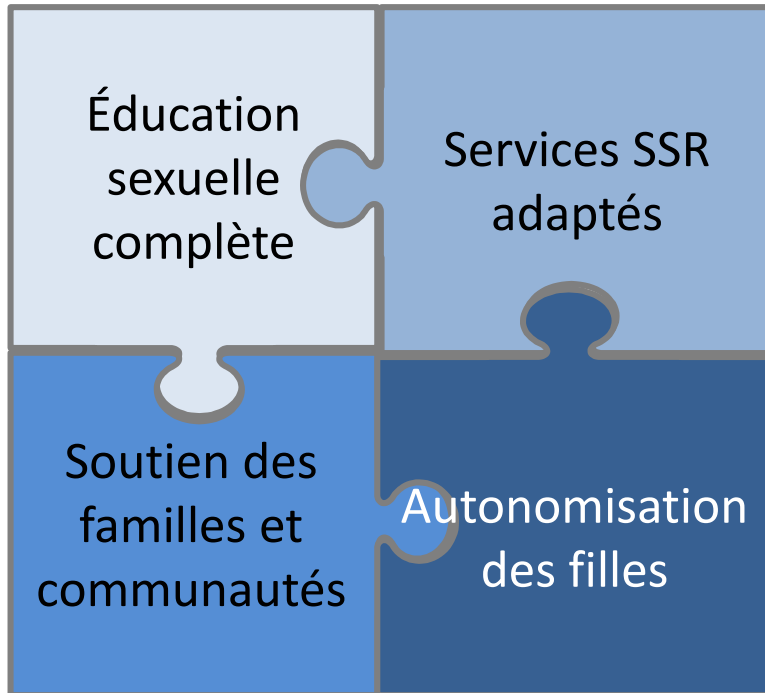 Éducation
sexuelle
complète
Services SSR
adaptés
Soutien des
familles et
communautés
Autonomisation
des filles